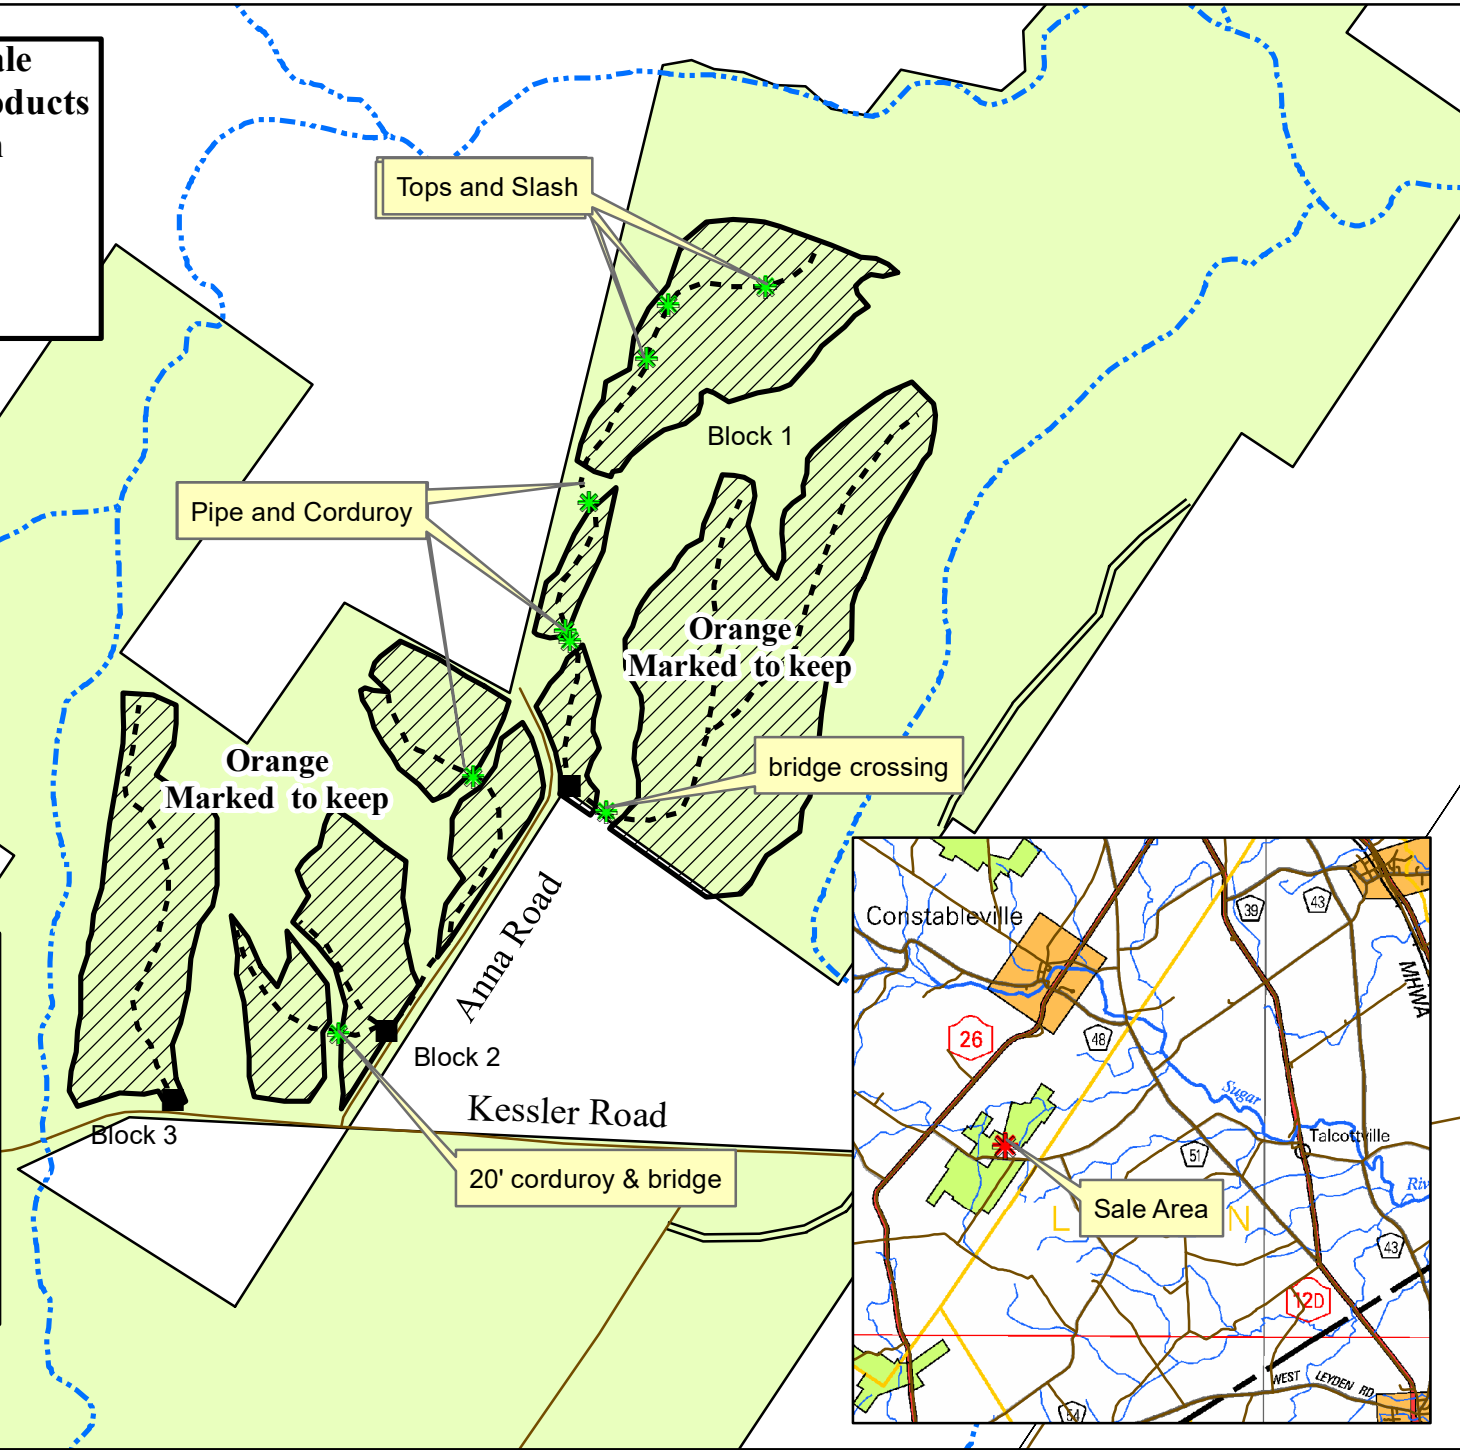 ale
oducts
n
Tops and Slash
Block 1
Pipe and Corduroy
Orange
Marked to keep
Orange
Marked to keep
bridge crossing
Anna Road
Block 2
Kessler Road
Block 3
20' corduroy & bridge
Constableville
39
43
MHWA
26
48
Sugar
Talcottville
51
Riv
Sale Area
L
N
43
12D
WEST LEYDEN RD
54